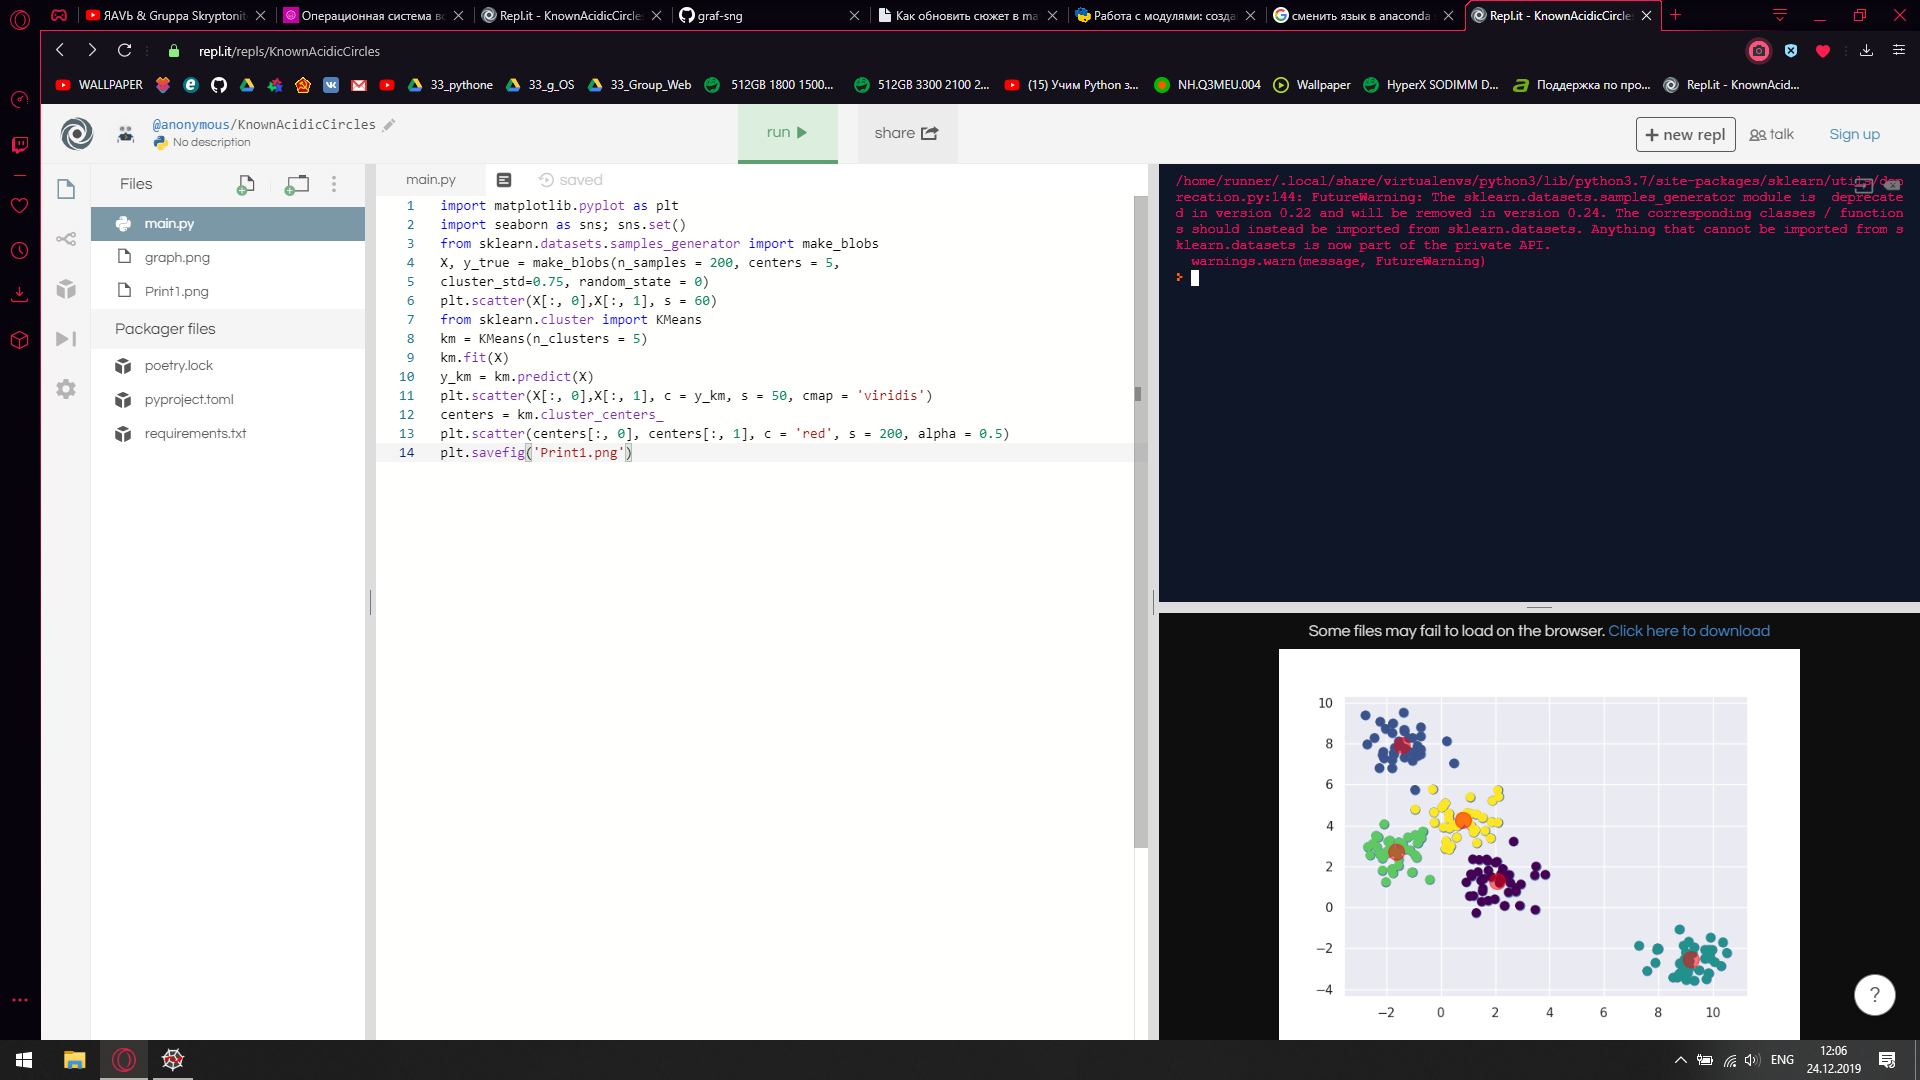 ЯАVЬ & Gruppa Skryptonit
Операционная система вс
Repl.it - KnownAcidicCircle
graf-sng
Как обновить сюжет в ma
Работа с модулями: созда
сменить язык в anaconda
Repl.it - KnownAcidicCircle
repl.it/repls/KnownAcidicCircles
WALLPAPER
33_pythone
33_g_OS
33_Group_Web
512GB 1800 1500...
512GB 3300 2100 2...
(15) Учим Python з...
NH.Q3MEU.004
Wallpaper
HyperX SODIMM D...
Поддержка по про...
Repl.it - KnownAcid...
@anonymous/KnownAcidicCircles
No description
run
share
+ new repl
talk
Sign up
Files
main.py
graph.png
Print1.png
Packager files
poetry.lock
pyproject.toml
requirements.txt
main.py
saved
1 import matplotlib.pyplot as plt
2 import seaborn as sns; sns.set()
3 from sklearn.datasets.samples_generator import make_blobs
4 X, y_true = make_blobs(n_samples = 200, centers = 5,
5 cluster_std=0.75, random_state = 0)
6 plt.scatter(X[:, 0],X[:, 1], s = 60)
7 from sklearn.cluster import KMeans
8 km = KMeans(n_clusters = 5)
9 km.fit(X)
10 y_km = km.predict(X)
11 plt.scatter(X[:, 0],X[:, 1], c = y_km, s = 50, cmap = 'viridis')
12 centers = km.cluster_centers_
13 plt.scatter(centers[:, 0], centers[:, 1], c = 'red', s = 200, alpha = 0.5)
14 plt.savefig('Print1.png')
/home/runner/.local/share/virtualenvs/python3/lib/python3.7/site-packages/sklearn/utils/dep
recation.py:144: FutureWarning: The sklearn.datasets.samples_generator module is  deprecate
d in version 0.22 and will be removed in version 0.24. The corresponding classes / function
s should instead be imported from sklearn.datasets. Anything that cannot be imported from s
klearn.datasets is now part of the private API.
warnings.warn(message, FutureWarning)
Some files may fail to load on the browser. Click here to download
10
8
6
4
2
0
−2
−4
−2 0 2 4 6 8 10
?
ENG
12:06
24.12.2019